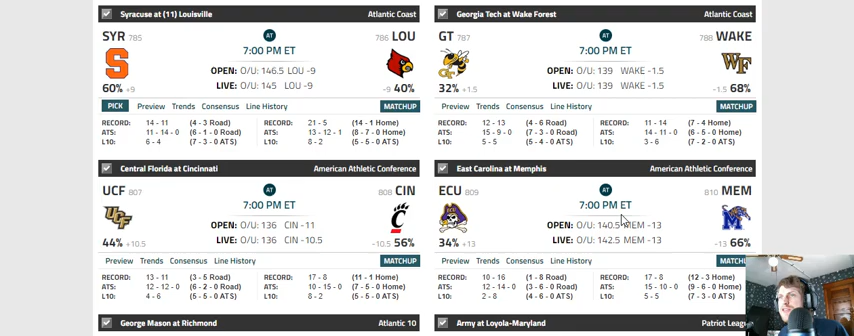 Syracuse at (11) Louisville Atlantic Coast
SYR 785 AT 786 LOU
7:00 PM ET
OPEN: O/U: 146.5 LOU -9
LIVE: O/U: 145 LOU -9
60% +9 -9 40%
PICK Preview Trends Consensus Line History MATCHUP
RECORD: 14 - 11 (4 - 3 Road) RECORD: 21 - 5 (14 - 1 Home)
ATS: 11 - 14 - 0 (6 - 1 - 0 Road) ATS: 13 - 12 - 1 (8 - 7 - 0 Home)
L10: 6 - 4 (7 - 3 - 0 ATS) L10: 8 - 2 (5 - 5 - 0 ATS)
Georgia Tech at Wake Forest Atlantic Coast
GT 787 AT 788 WAKE
7:00 PM ET
OPEN: O/U: 139 WAKE -1.5
LIVE: O/U: 139 WAKE -1.5
32% +1.5 -1.5 68%
Preview Trends Consensus Line History MATCHUP
RECORD: 12 - 13 (4 - 6 Road) RECORD: 11 - 14 (7 - 4 Home)
ATS: 15 - 9 - 0 (7 - 3 - 0 Road) ATS: 14 - 11 - 0 (6 - 5 - 0 Home)
L10: 5 - 5 (5 - 4 - 0 ATS) L10: 3 - 6 (7 - 2 - 0 ATS)
Central Florida at Cincinnati American Athletic Conference
UCF 807 AT 808 CIN
7:00 PM ET
UCF
OPEN: O/U: 136 CIN -11
LIVE: O/U: 136 CIN -10.5
44% +10.5 -10.5 56%
Preview Trends Consensus Line History MATCHUP
RECORD: 13 - 11 (3 - 5 Road) RECORD: 17 - 8 (11 - 1 Home)
ATS: 12 - 12 - 0 (6 - 2 - 0 Road) ATS: 10 - 15 - 0 (7 - 5 - 0 Home)
L10: 4 - 6 (5 - 5 - 0 ATS) L10: 8 - 2 (5 - 5 - 0 ATS)
East Carolina at Memphis American Athletic Conference
ECU 809 AT 810 MEM
7:00 PM ET
OPEN: O/U: 140.5 MEM -13
LIVE: O/U: 142.5 MEM -13
34% +13 -13 66%
Preview Trends Consensus Line History MATCHU
RECORD: 10 - 16 (1 - 8 Road) RECORD: 17 - 8 (12 - 3 Home)
ATS: 12 - 14 - 0 (3 - 6 - 0 Road) ATS: 15 - 10 - 0 (9 - 6 - 0 Home)
L10: 2 - 8 (4 - 6 - 0 ATS) L10: 5 - 5 (7 - 3 - 0 ATS)
George Mason at Richmond Atlantic 10
Army at Loyola-Maryland Patriot Leag